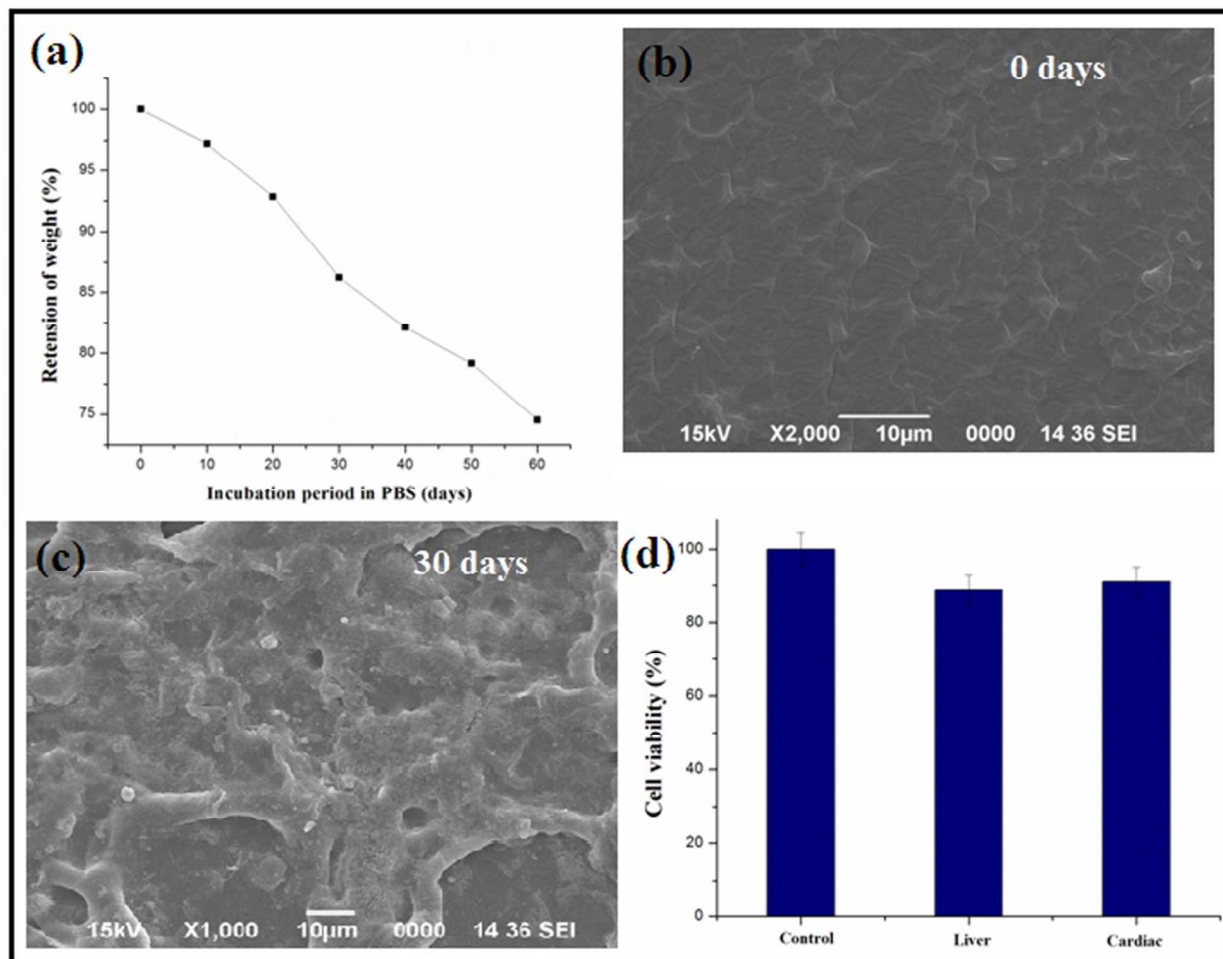 (a)
100
95
90
85
80
75
Retension of weight (%)
0 10 20 30 40 50 60
Incubation period in PBS (days)
(b)
0 days
15kV X2,000 10µm 0000 14 36 SEI
(c)
30 days
15kV X1,000 10µm 0000 14 36 SEI
(d)
100
80
60
40
20
0
Cell viability (%)
Control Liver Cardiac